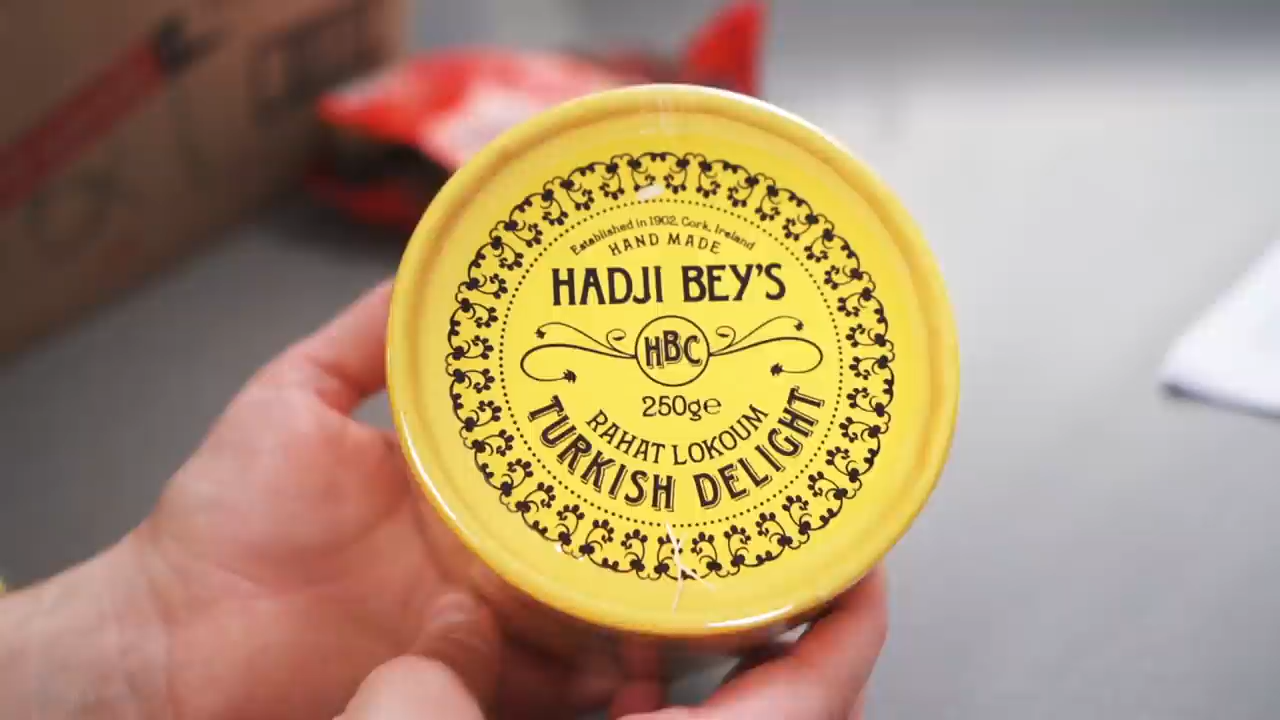 Established in 1902, Cork, Ireland
HAND MADE
HADJI BEY'S
HBC
250g℮
RAHAT LOKOUM
TURKISH DELIGHT